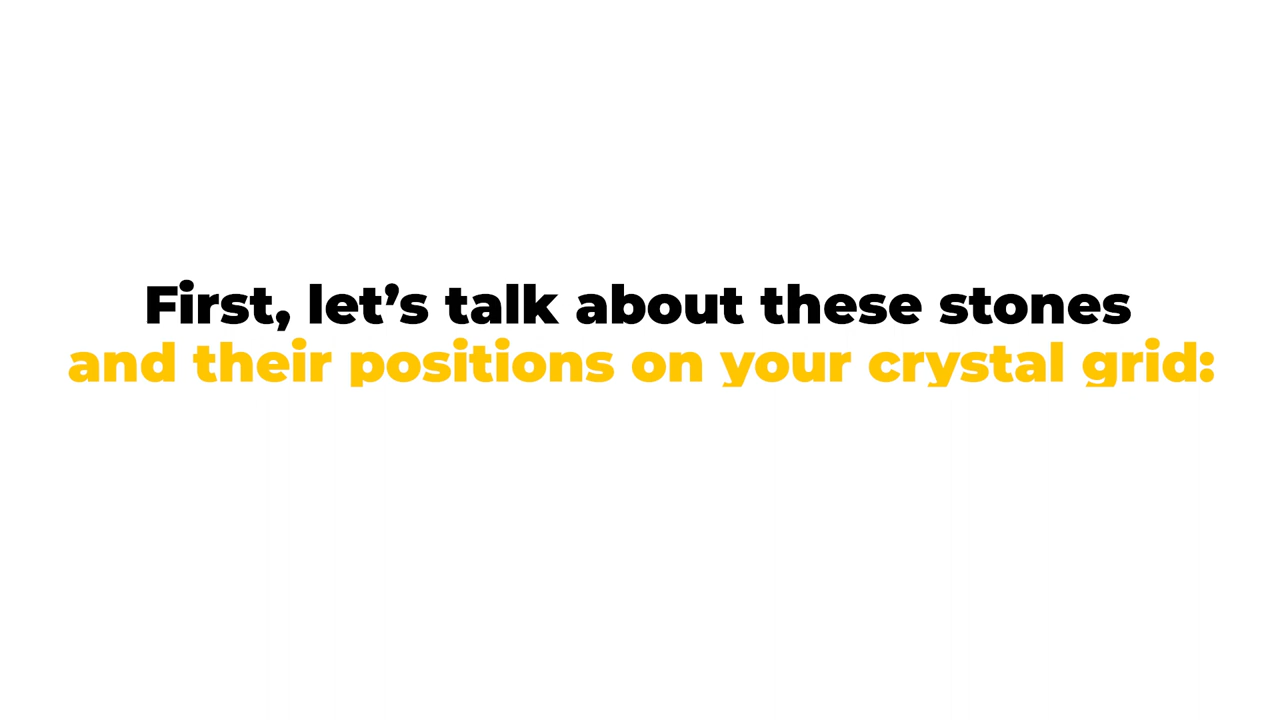 First, let’s talk about these stones
and their positions on your crystal grid: